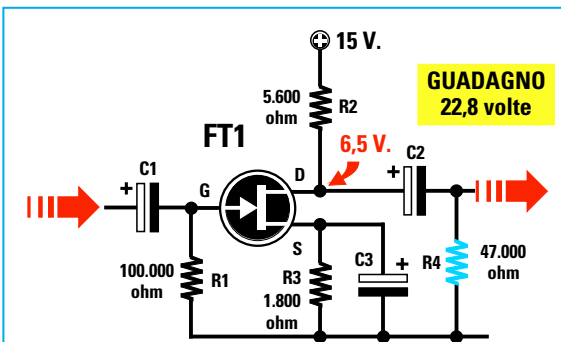 15 V.
GUADAGNO
22,8 volte
5.600
ohm
R2
FT1
6,5 V.
C1
+
D
C2
+
G
S
100.000
ohm
R1
R3
1.800
ohm
C3
+
R4
47.000
ohm